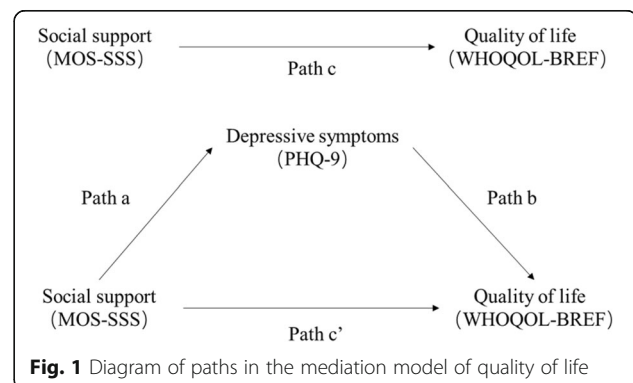 Social support
(MOS-SSS)
Path c
Quality of life
(WHOQOL-BREF)
Depressive symptoms
(PHQ-9)
Path a
Path b
Social support
(MOS-SSS)
Path c’
Quality of life
(WHOQOL-BREF)
Fig. 1 Diagram of paths in the mediation model of quality of life